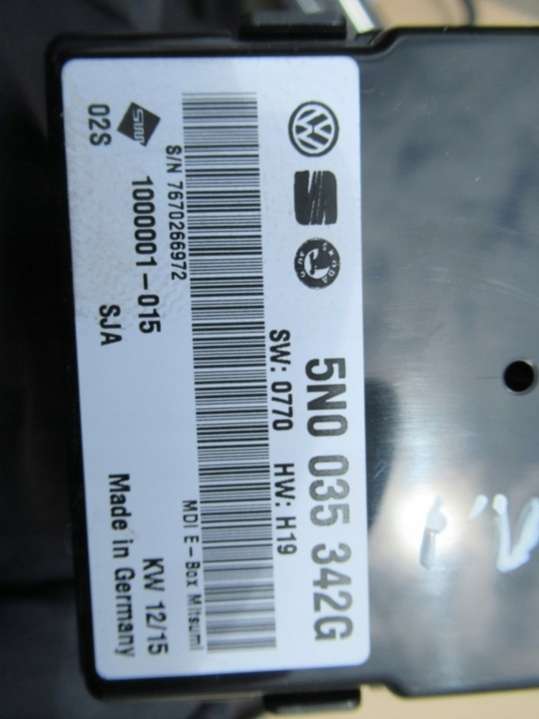 5N0 035 342G
SW: 0770 HW: H19
MDI E-Box Mitsumi
S/N 7670266972
1000001-015
KW 12/15
02S
SJA
Made in Germany